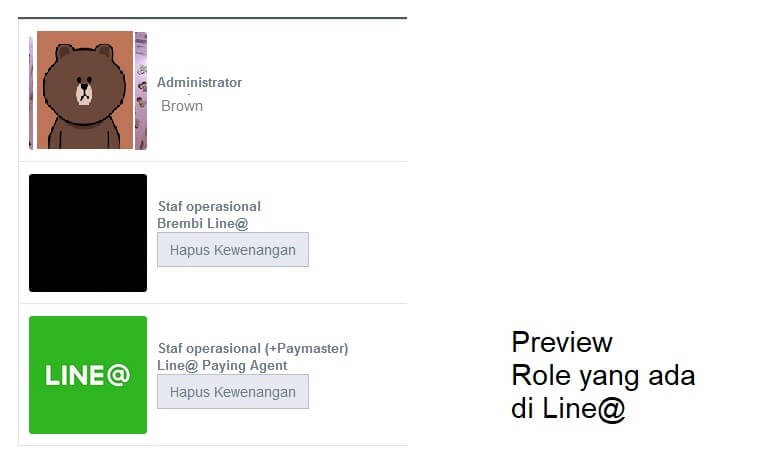 Administrator
Brown
Staf operasional
Brembi Line@
Hapus Kewenangan
LINE@
Staf operasional (+Paymaster)
Line@ Paying Agent
Hapus Kewenangan
Preview
Role yang ada
di Line@